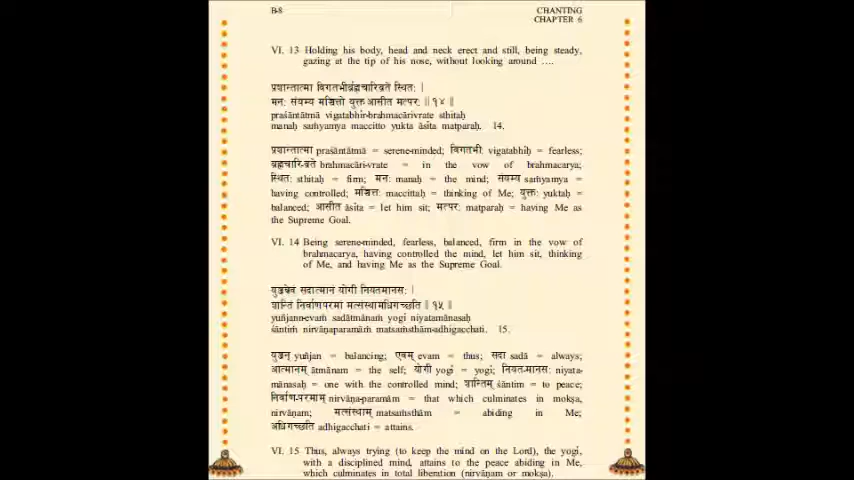 B-8
CHANTING
CHAPTER 6
VI. 13 Holding his body, head and neck erect and still, being steady,
gazing at the tip of his nose, without looking around ….
प्रशान्तात्मा विगतभीर्ब्रह्मचारिव्रते स्थितः |
मनः संयम्य मच्चित्तो युक्त आसीत मत्परः || १४ ||
praśāntātmā vigatabhīr-brahmacārivrate sthitaḥ
manaḥ saṁyamya maccitto yukta āsīta matparaḥ. 14.
प्रशान्तात्मा praśāntātmā = serene-minded; विगतभीः vigatabhīḥ = fearless;
ब्रह्मचारि-व्रते brahmacāri-vrate = in the vow of brahmacarya;
स्थितः sthitaḥ = firm; मनः manaḥ = the mind; संयम्य saṁyamya =
having controlled; मच्चित्तः maccittaḥ = thinking of Me; युक्तः yuktaḥ =
balanced; आसीत āsīta = let him sit; मत्परः matparaḥ = having Me as
the Supreme Goal.
VI. 14 Being serene-minded, fearless, balanced, firm in the vow of
brahmacarya, having controlled the mind, let him sit, thinking
of Me, and having Me as the Supreme Goal.
युञ्जन्नेवं सदात्मानं योगी नियतमानसः |
शान्तिं निर्वाणपरमां मत्संस्थामधिगच्छति || १५ ||
yuñjann-evaṁ sadātmānaṁ yogī niyatamānasaḥ
śāntiṁ nirvāṇaparamāṁ matsaṁsthām-adhigacchati. 15.
युञ्जन् yuñjan = balancing; एवम् evam = thus; सदा sadā = always;
आत्मानम् ātmānam = the self; योगी yogī = yogi; नियत-मानसः niyata-
mānasaḥ = one with the controlled mind; शान्तिम् śāntim = to peace;
निर्वाण-परमाम् nirvāṇa-paramām = that which culminates in mokṣa,
nirvāṇam; मत्संस्थाम् matsaṁsthām = abiding in Me;
अधिगच्छति adhigacchati = attains.
VI. 15 Thus, always trying (to keep the mind on the Lord), the yogi,
with a disciplined mind, attains to the peace abiding in Me,
which culminates in total liberation (nirvāṇam or mokṣa).